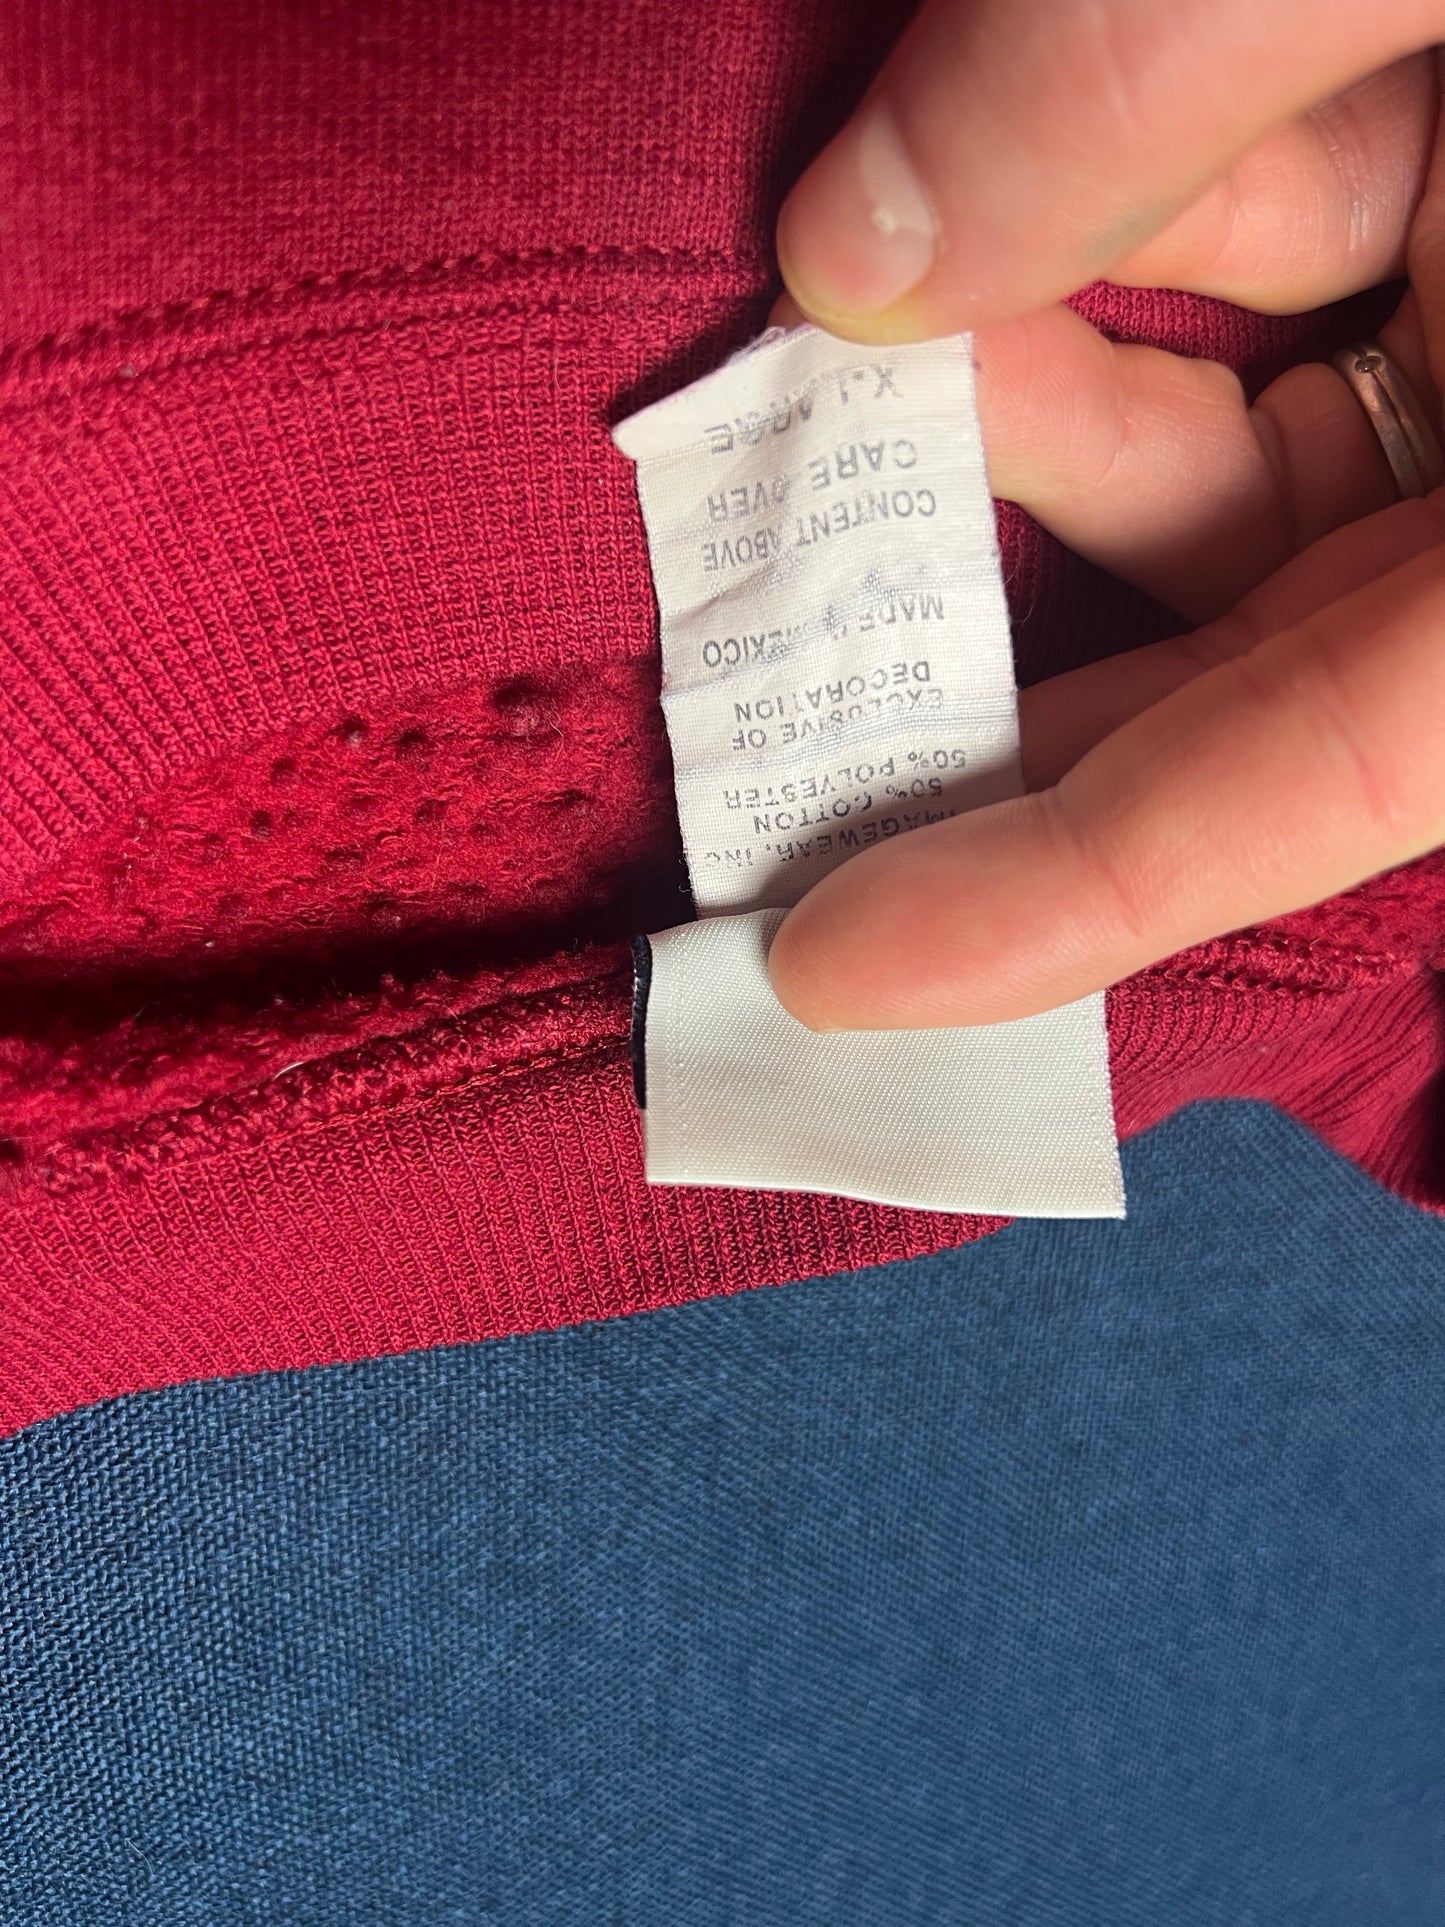 IMAGEWEAR, INC
50% COTTON
50% POLYESTER
EXCLUSIVE OF
DECORATION
MADE IN MEXICO
CONTENT ABOVE
CARE OVER
X-LARGE